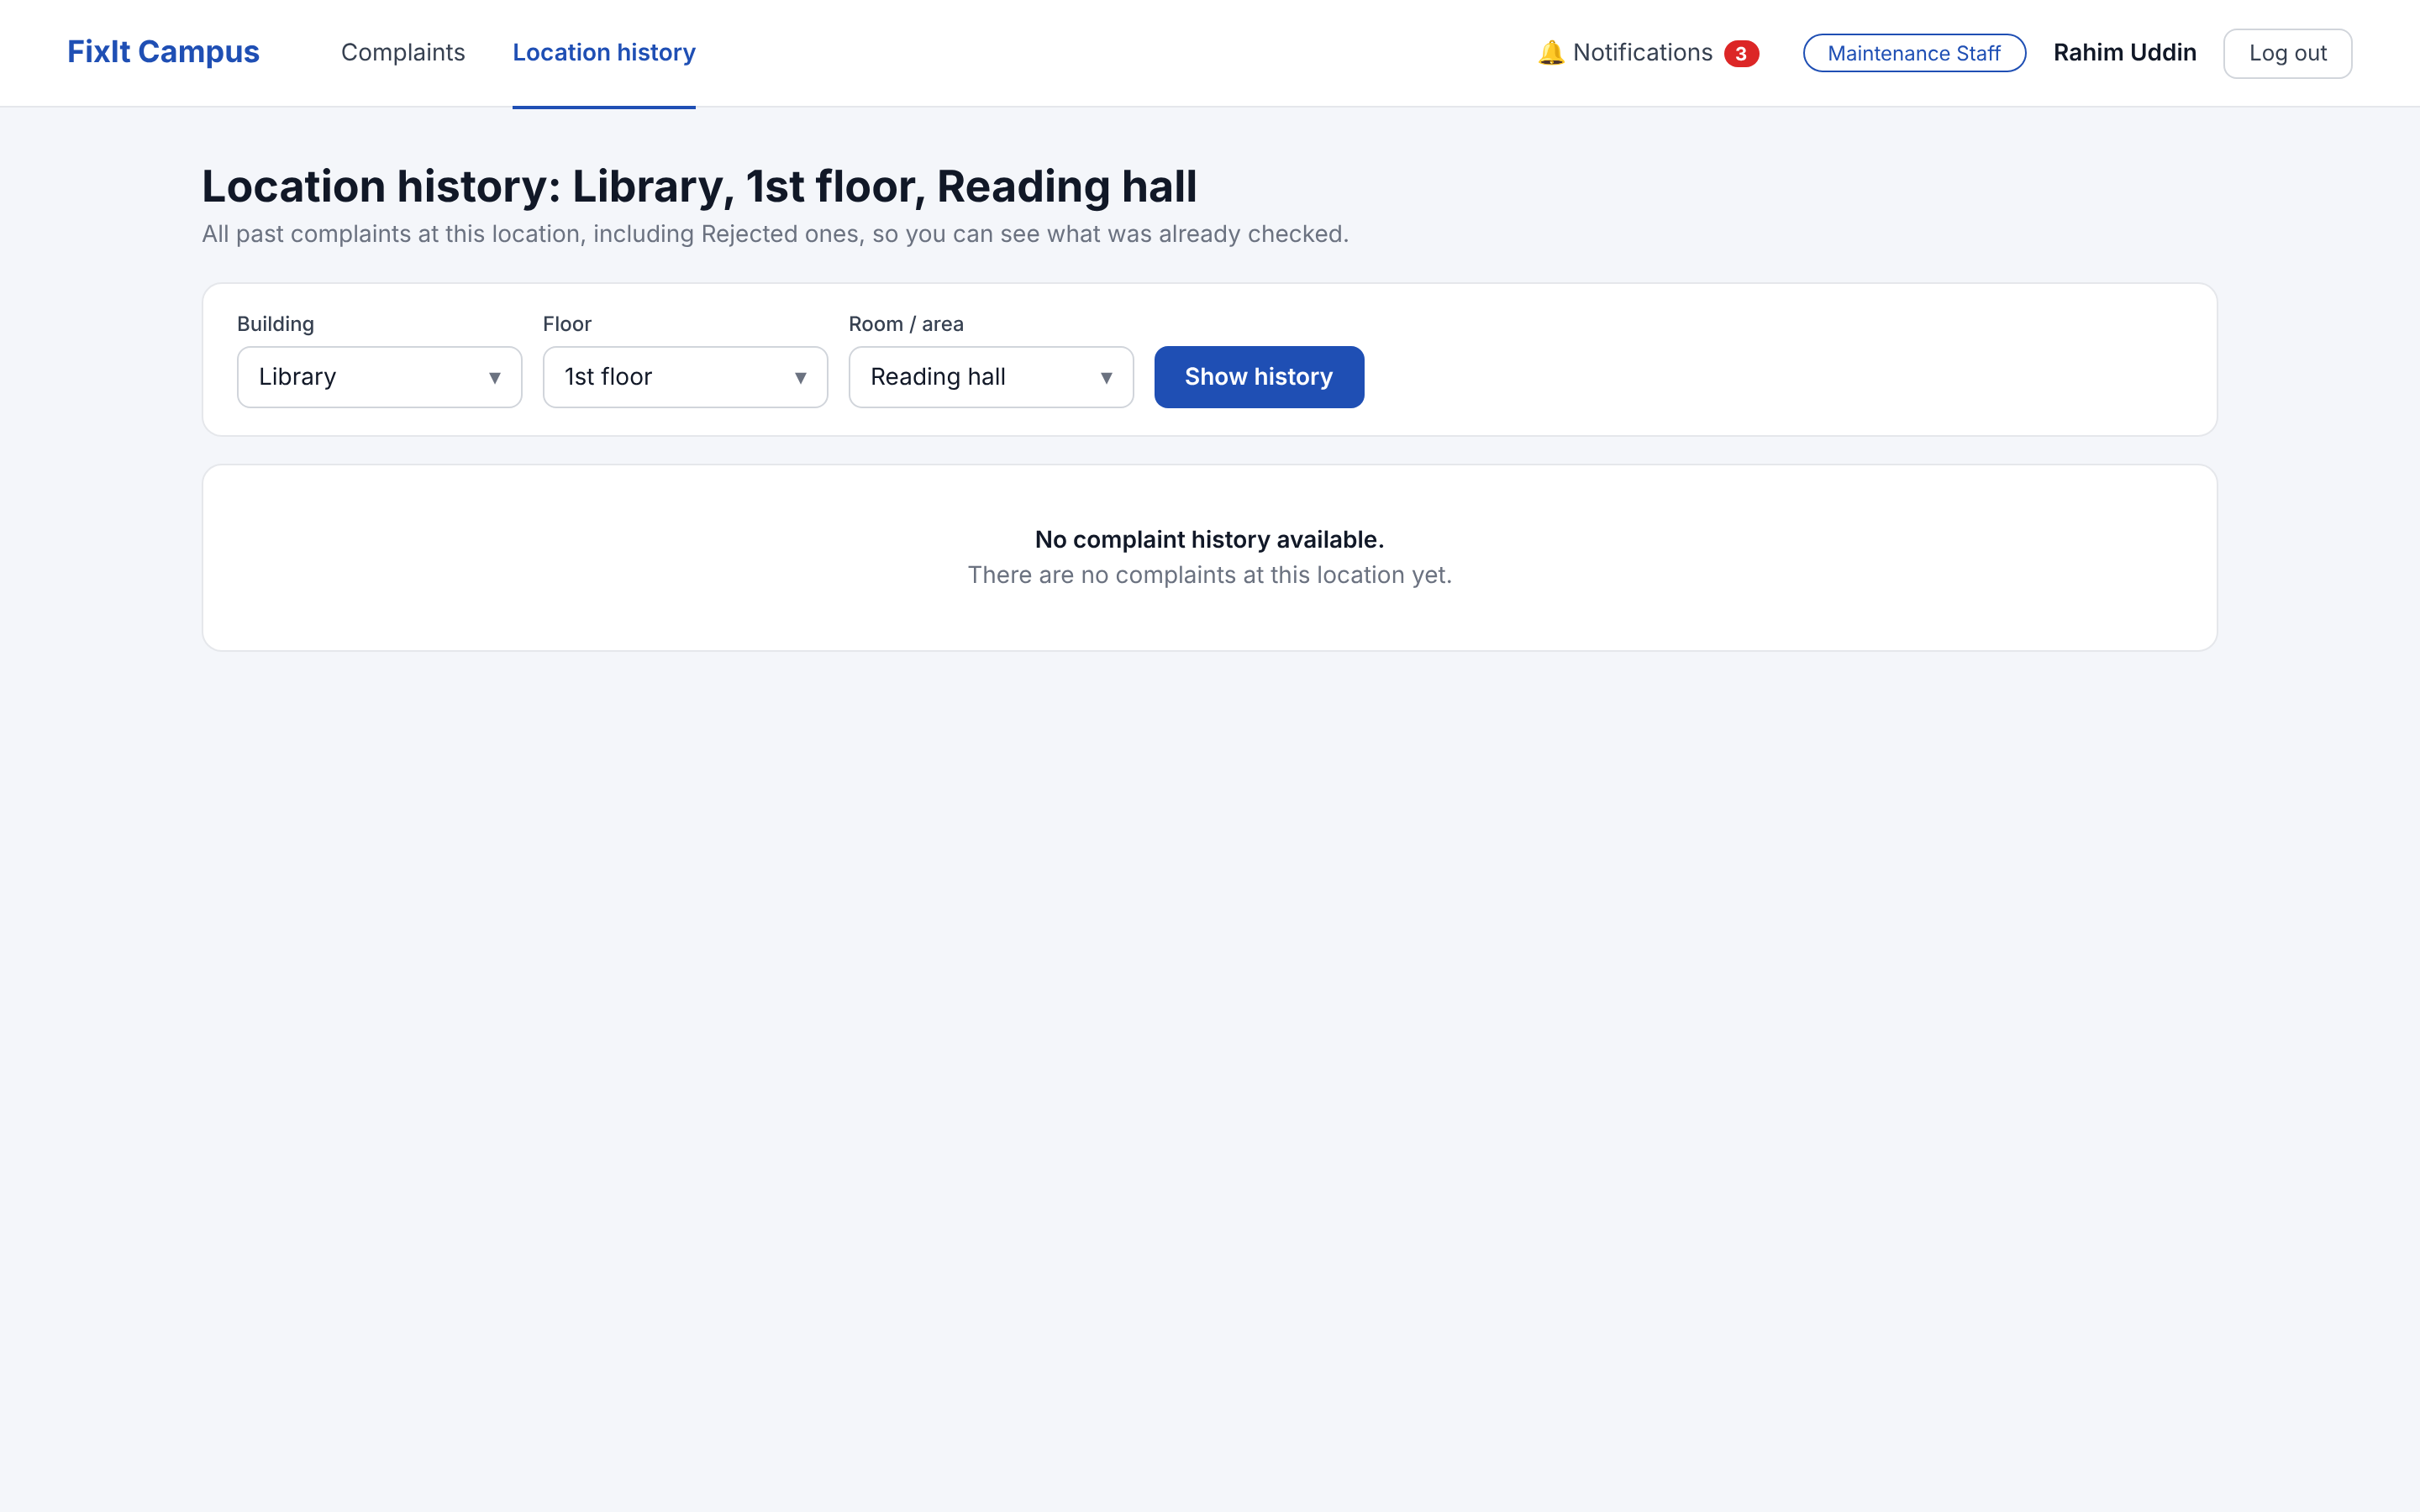 FixIt Campus
Complaints
Location history
🔔 Notifications 3
Maintenance Staff
Rahim Uddin
Log out
Location history: Library, 1st floor, Reading hall
All past complaints at this location, including Rejected ones, so you can see what was already checked.
Building
Floor
Room / area
Library ▼
1st floor ▼
Reading hall ▼
Show history
No complaint history available.
There are no complaints at this location yet.